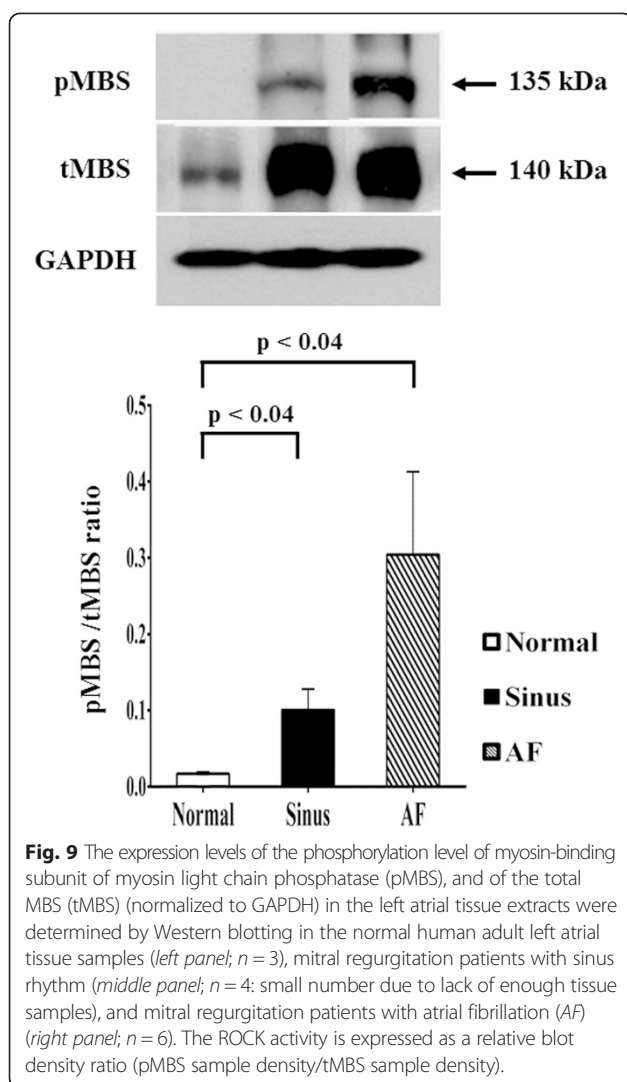 pMBS
135 kDa
tMBS
140 kDa
GAPDH
p < 0.04
p < 0.04
0.5
0.4
0.3
0.2
0.1
0.0
pMBS /tMBS ratio
Normal
Sinus
AF
Normal
Sinus
AF
Fig. 9 The expression levels of the phosphorylation level of myosin-binding
subunit of myosin light chain phosphatase (pMBS), and of the total
MBS (tMBS) (normalized to GAPDH) in the left atrial tissue extracts were
determined by Western blotting in the normal human adult left atrial
tissue samples (left panel; n = 3), mitral regurgitation patients with sinus
rhythm (middle panel; n = 4: small number due to lack of enough tissue
samples), and mitral regurgitation patients with atrial fibrillation (AF)
(right panel; n = 6). The ROCK activity is expressed as a relative blot
density ratio (pMBS sample density/tMBS sample density).